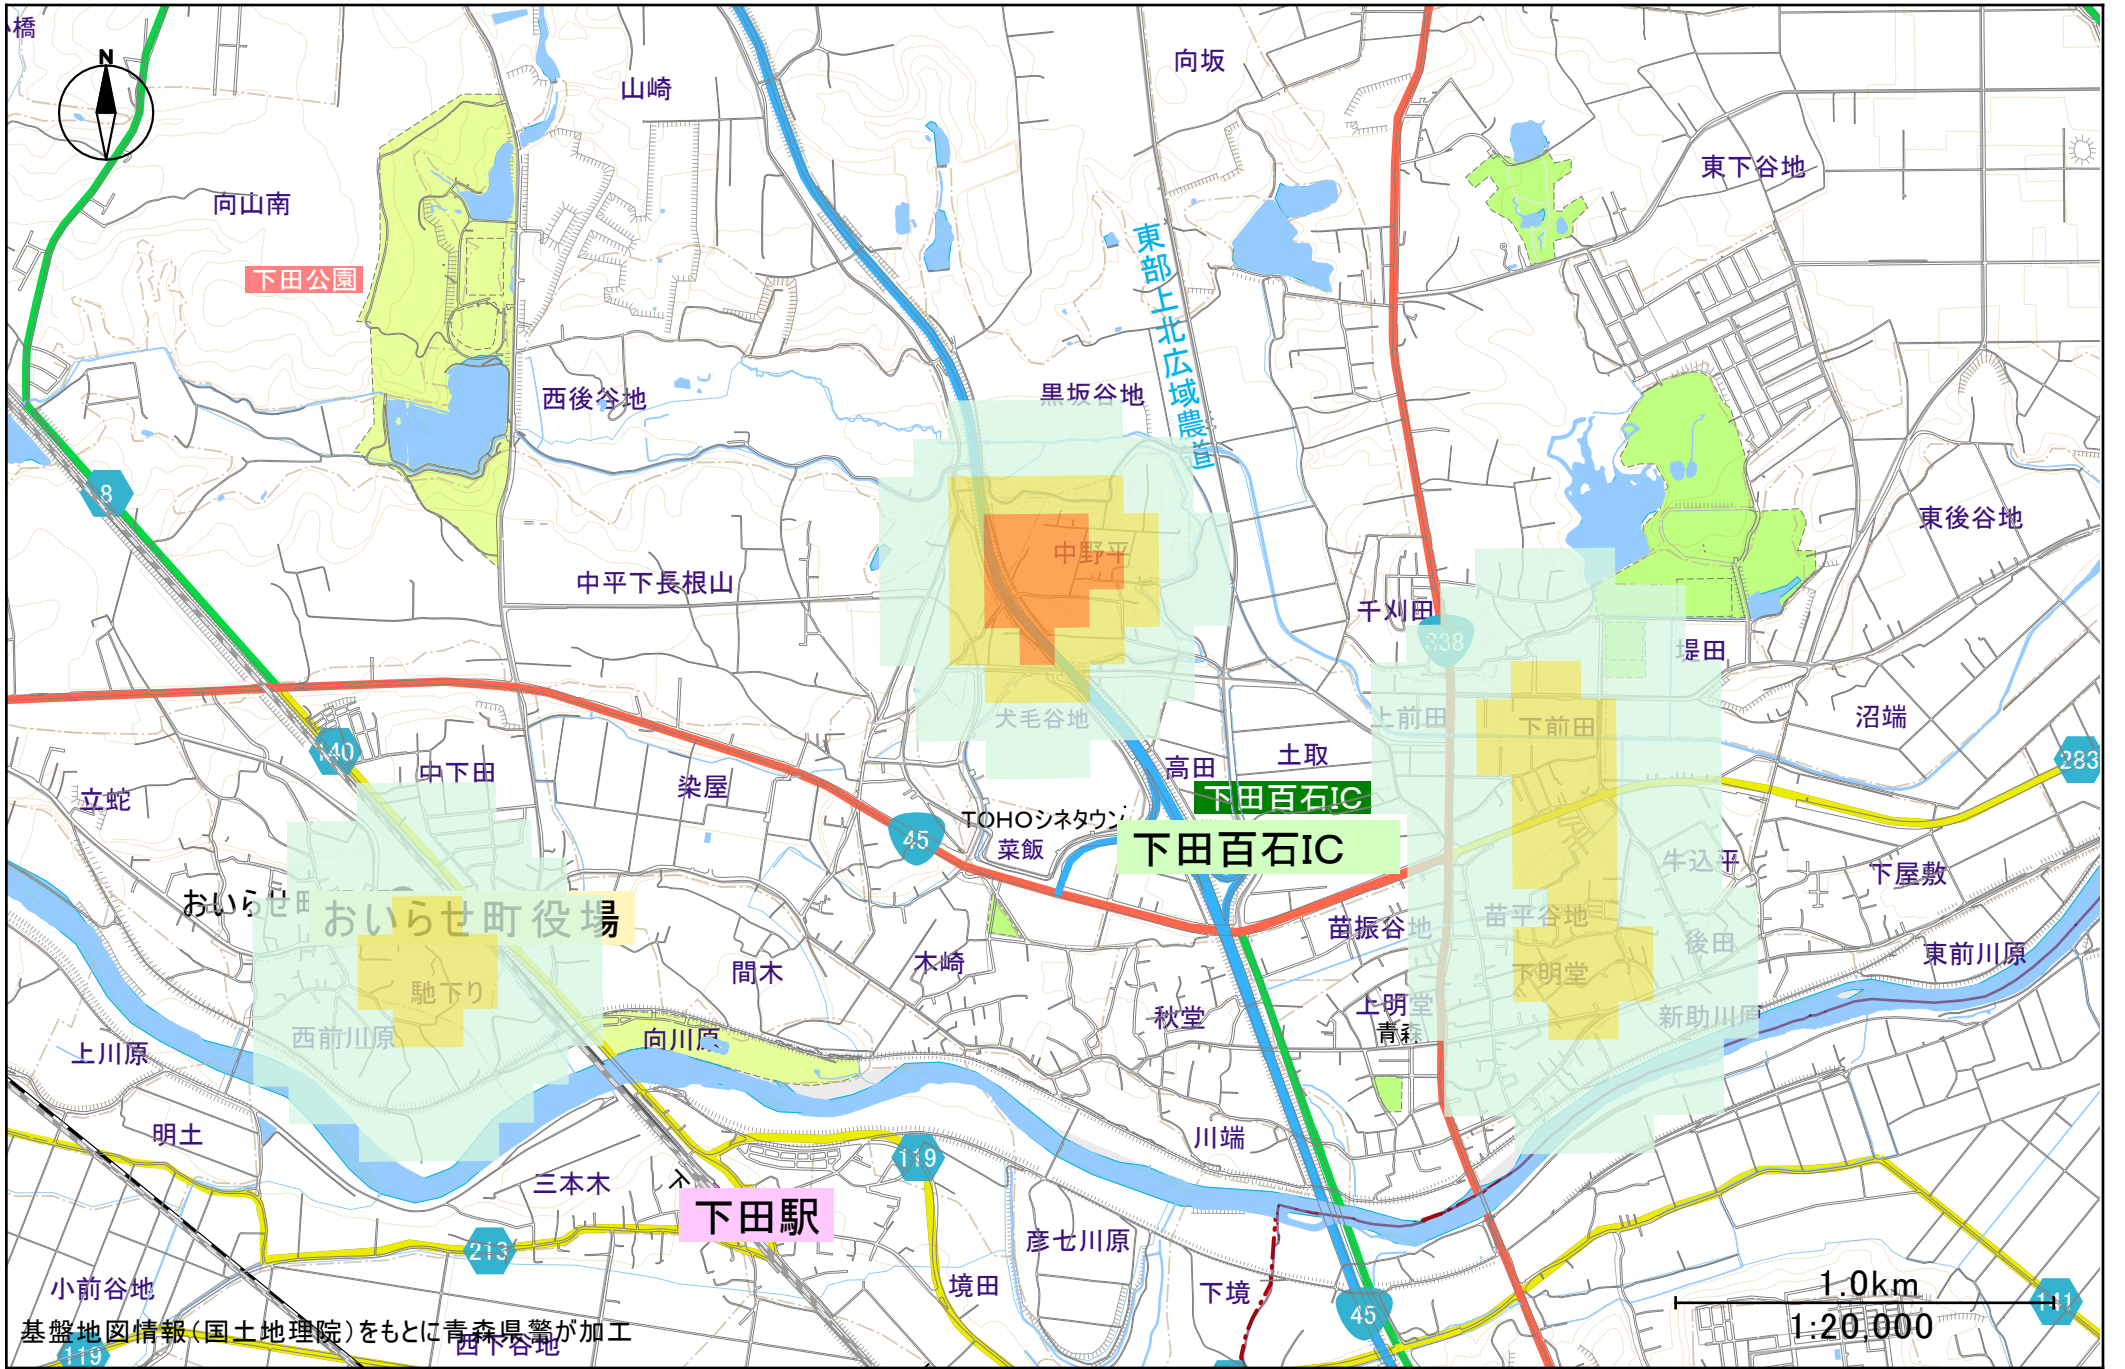 N
山崎
向坂
東下谷地
向山南
下田公園
東部上北広域農道
西後谷地
黒坂谷地
8
東後谷地
中野平
中平下長根山
千刈田
338
堤田
犬毛谷地
上前田
下前田
沼端
140
中下田
染屋
高田
土取
283
立蛇
下田百石IC
TOHOシネタウン
45
菜飯
下田百石IC
牛込平
下屋敷
おいらせ町役場
苗振谷地
苗平谷地
後田
東前川原
間木
木崎
下明堂
馳下り
上明堂
秋堂
新助川原
西前川原
向川原
青森
上川原
明土
川端
119
三本木
下田駅
213
彦七川原
小前谷地
境田
下境
1.0km
45
141
1:20,000
基盤地図情報(国土地理院)をもとに青森県警が加工
西下谷地
119